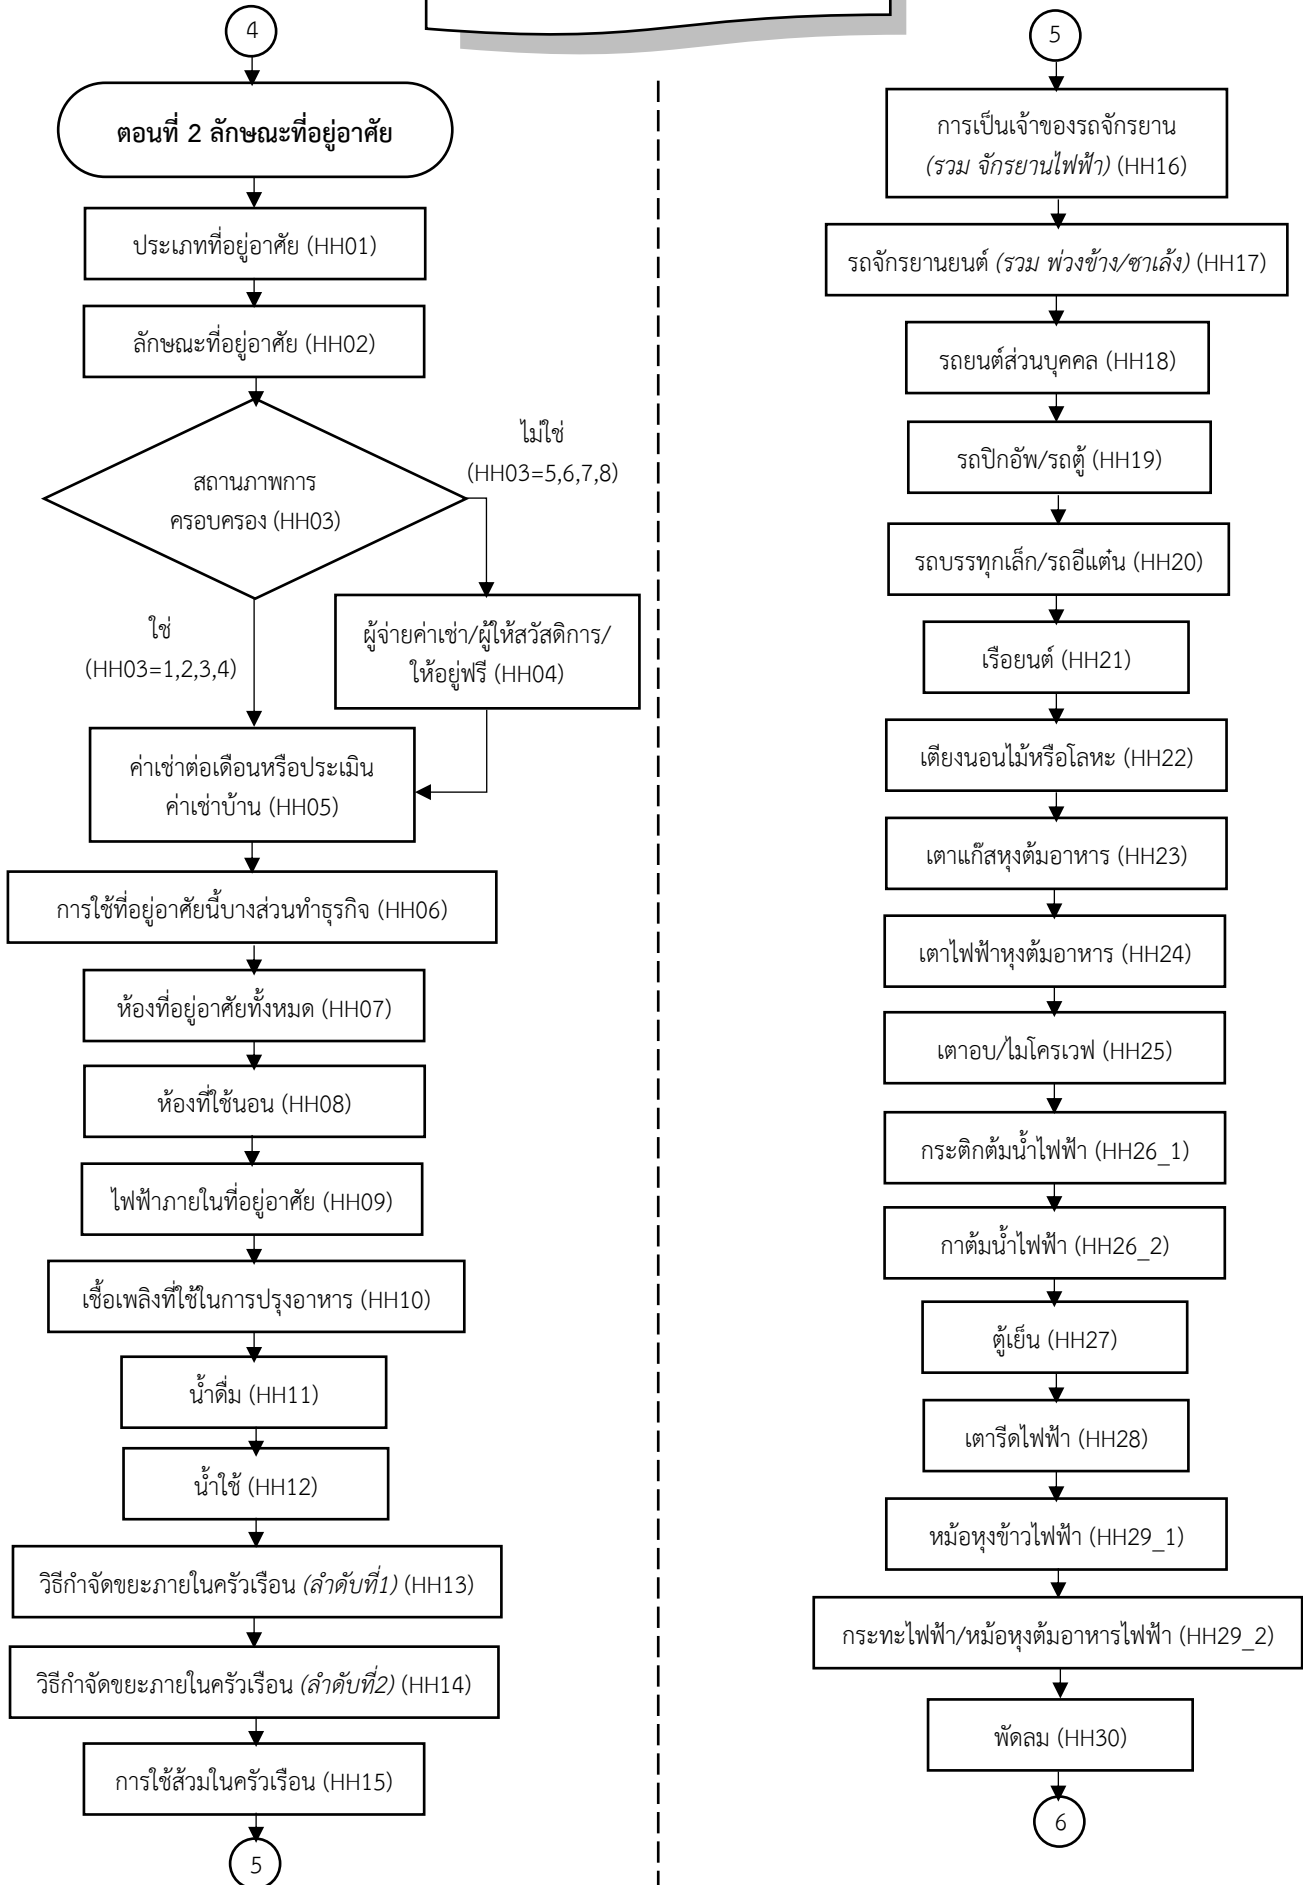 4
ตอนที่ 2 ลักษณะที่อยู่อาศัย
ประเภทที่อยู่อาศัย (HH01)
ลักษณะที่อยู่อาศัย (HH02)
สถานภาพการ
ครอบครอง (HH03)
ไม่ใช่
(HH03=5,6,7,8)
ใช่
(HH03=1,2,3,4)
ผู้จ่ายค่าเช่า/ผู้ให้สวัสดิการ/
ให้อยู่ฟรี (HH04)
ค่าเช่าต่อเดือนหรือประเมิน
ค่าเช่าบ้าน (HH05)
การใช้ที่อยู่อาศัยนี้บางส่วนทำธุรกิจ (HH06)
ห้องที่อยู่อาศัยทั้งหมด (HH07)
ห้องที่ใช้นอน (HH08)
ไฟฟ้าภายในที่อยู่อาศัย (HH09)
เชื้อเพลิงที่ใช้ในการปรุงอาหาร (HH10)
น้ำดื่ม (HH11)
น้ำใช้ (HH12)
วิธีกำจัดขยะภายในครัวเรือน (ลำดับที่1) (HH13)
วิธีกำจัดขยะภายในครัวเรือน (ลำดับที่2) (HH14)
การใช้ส้วมในครัวเรือน (HH15)
5
5
การเป็นเจ้าของรถจักรยาน
(รวม จักรยานไฟฟ้า) (HH16)
รถจักรยานยนต์ (รวม พ่วงข้าง/ซาเล้ง) (HH17)
รถยนต์ส่วนบุคคล (HH18)
รถปิกอัพ/รถตู้ (HH19)
รถบรรทุกเล็ก/รถอีแต๋น (HH20)
เรือยนต์ (HH21)
เตียงนอนไม้หรือโลหะ (HH22)
เตาแก๊สหุงต้มอาหาร (HH23)
เตาไฟฟ้าหุงต้มอาหาร (HH24)
เตาอบ/ไมโครเวฟ (HH25)
กระติกต้มน้ำไฟฟ้า (HH26_1)
กาต้มน้ำไฟฟ้า (HH26_2)
ตู้เย็น (HH27)
เตารีดไฟฟ้า (HH28)
หม้อหุงข้าวไฟฟ้า (HH29_1)
กระทะไฟฟ้า/หม้อหุงต้มอาหารไฟฟ้า (HH29_2)
พัดลม (HH30)
6